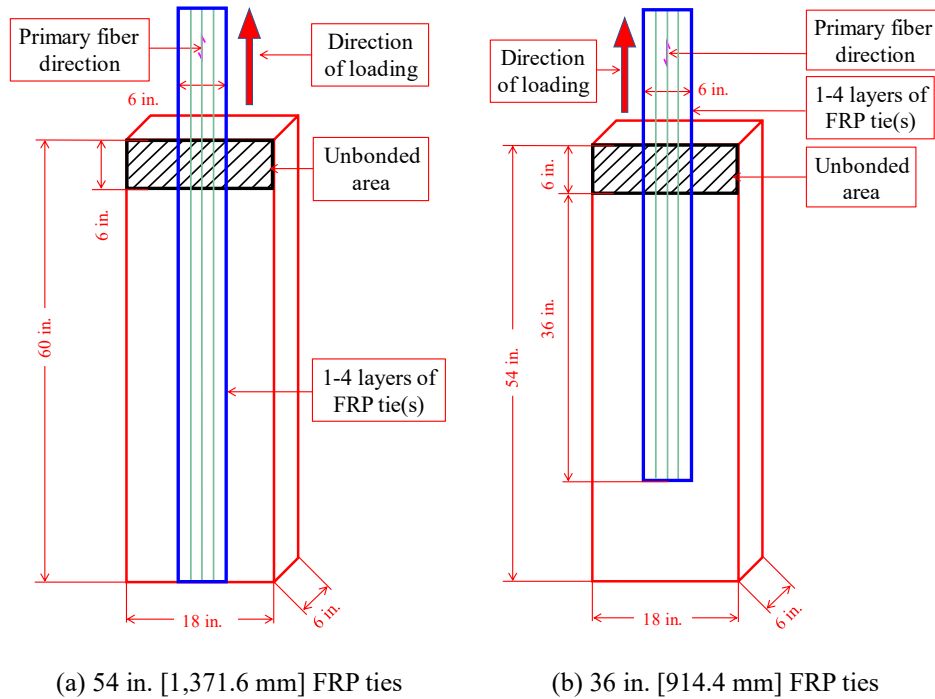 Primary fiber
direction
Direction
of loading
6 in.
Unbonded
area
6 in.
60 in.
1-4 layers of
FRP tie(s)
18 in.
6 in.
(a) 54 in. [1,371.6 mm] FRP ties
Direction
of loading
Primary fiber
direction
6 in.
1-4 layers of
FRP tie(s)
Unbonded
area
6 in.
36 in.
54 in.
18 in.
6 in.
(b) 36 in. [914.4 mm] FRP ties